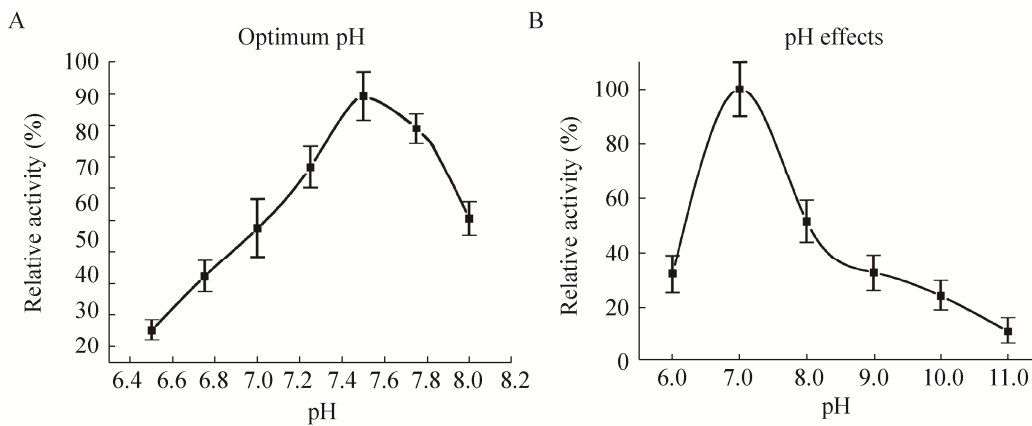 A
Optimum pH
Relative activity (%)
100
90
80
70
60
50
40
30
20
6.4 6.6 6.8 7.0 7.2 7.4 7.6 7.8 8.0 8.2
pH
B
pH effects
Relative activity (%)
100
80
60
40
20
0
6.0 7.0 8.0 9.0 10.0 11.0
pH